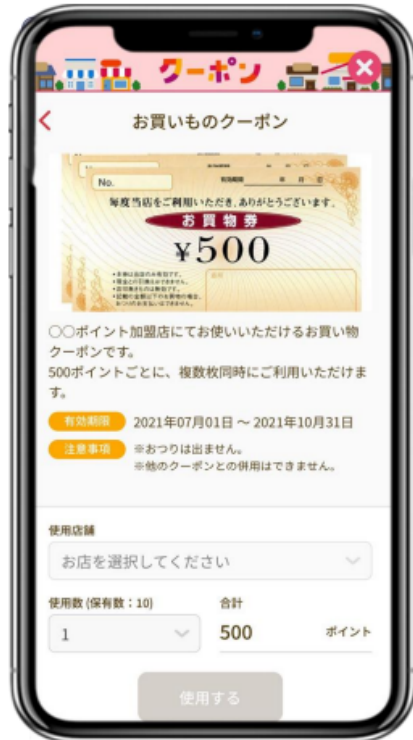 クーポン
お買いものクーポン
No.
有効期限 年 月 日
毎度当店をご利用いただき、ありがとうございます。
お買物券
¥500
○○ポイント加盟店にてお使いいただけるお買い物
クーポンです。
500ポイントごとに、複数枚同時にご利用いただけま
す。
有効期限 2021年07月01日 ~ 2021年10月31日
注意事項 ※おつりは出ません。
※他のクーポンとの併用はできません。
使用店舗
お店を選択してください
使用数 (保有数:10) 合計
1 500 ポイント
使用する